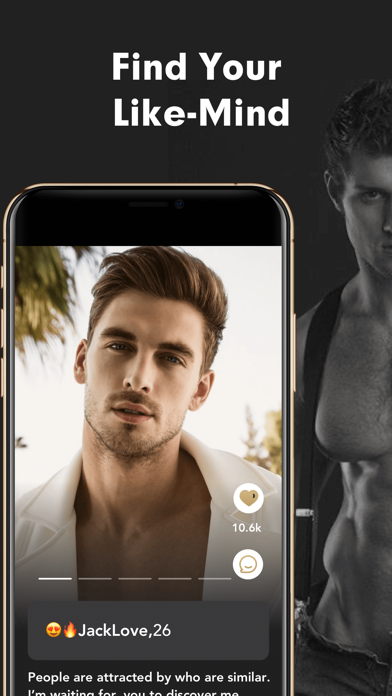 Find Your
Like-Mind
10.6k
😍🔥JackLove,26
People are attracted by who are similar.
I'm waiting for you to discover me